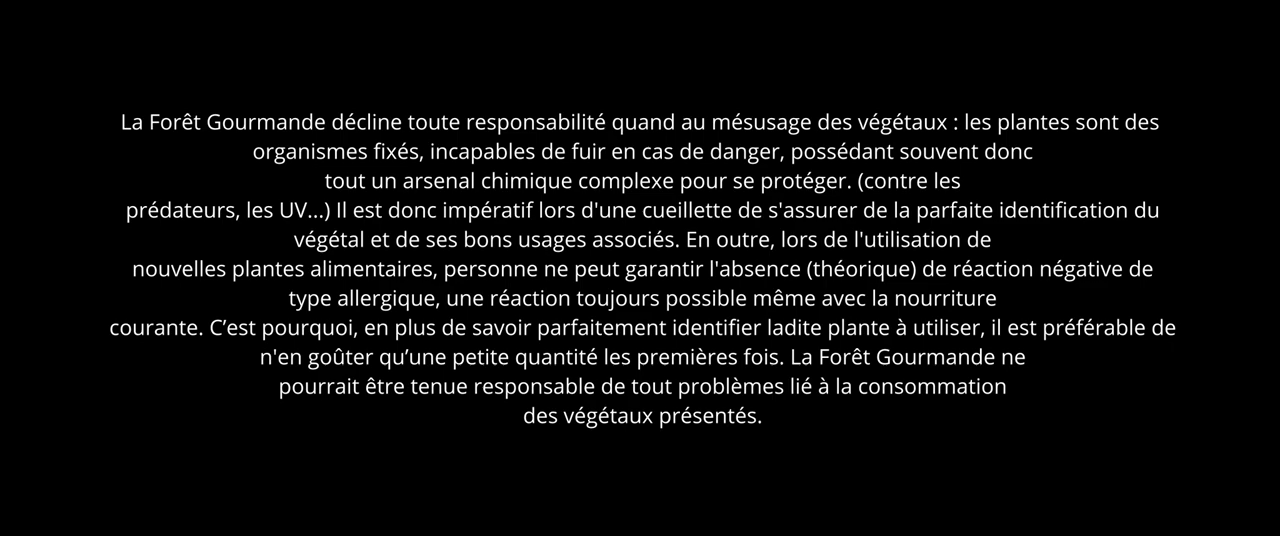 La Forêt Gourmande décline toute responsabilité quand au mésusage des végétaux : les plantes sont des
organismes fixés, incapables de fuir en cas de danger, possédant souvent donc
tout un arsenal chimique complexe pour se protéger. (contre les
prédateurs, les UV...) Il est donc impératif lors d'une cueillette de s'assurer de la parfaite identification du
végétal et de ses bons usages associés. En outre, lors de l'utilisation de
nouvelles plantes alimentaires, personne ne peut garantir l'absence (théorique) de réaction négative de
type allergique, une réaction toujours possible même avec la nourriture
courante. C’est pourquoi, en plus de savoir parfaitement identifier ladite plante à utiliser, il est préférable de
n'en goûter qu’une petite quantité les premières fois. La Forêt Gourmande ne
pourrait être tenue responsable de tout problèmes lié à la consommation
des végétaux présentés.